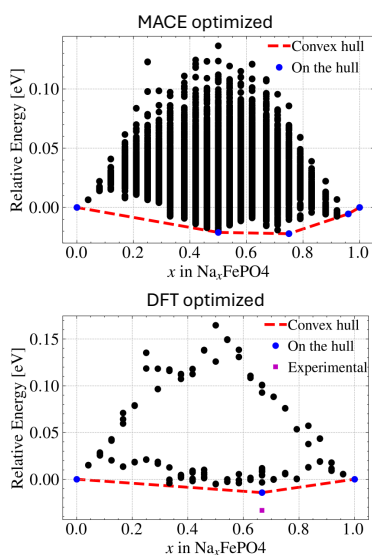 MACE optimized
Convex hull
On the hull
0.10
0.05
0.00
Relative Energy [eV]
0.0 0.2 0.4 0.6 0.8 1.0
x in NaxFePO4
DFT optimized
Convex hull
On the hull
Experimental
0.15
0.10
0.05
0.00
−0.05
Relative Energy [eV]
0.0 0.2 0.4 0.6 0.8 1.0
x in NaxFePO4